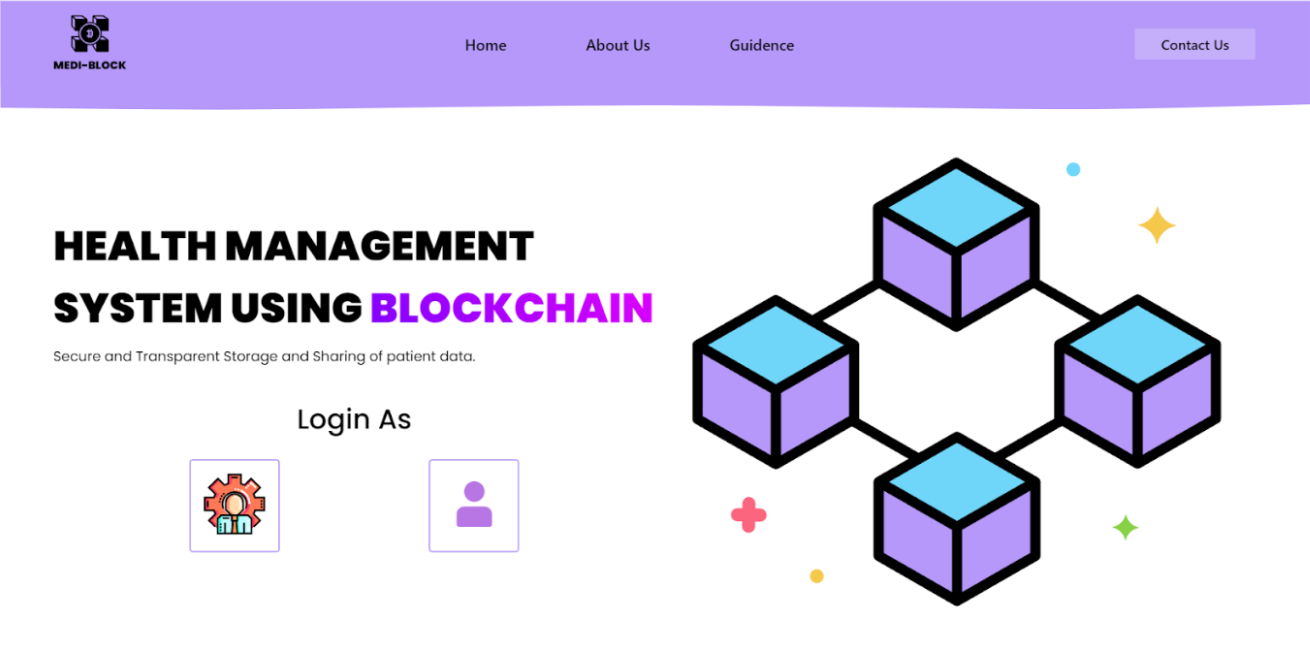 MEDI-BLOCK
Home
About Us
Guidence
Contact Us
HEALTH MANAGEMENT
SYSTEM USING BLOCKCHAIN
Secure and Transparent Storage and Sharing of patient data.
Login As